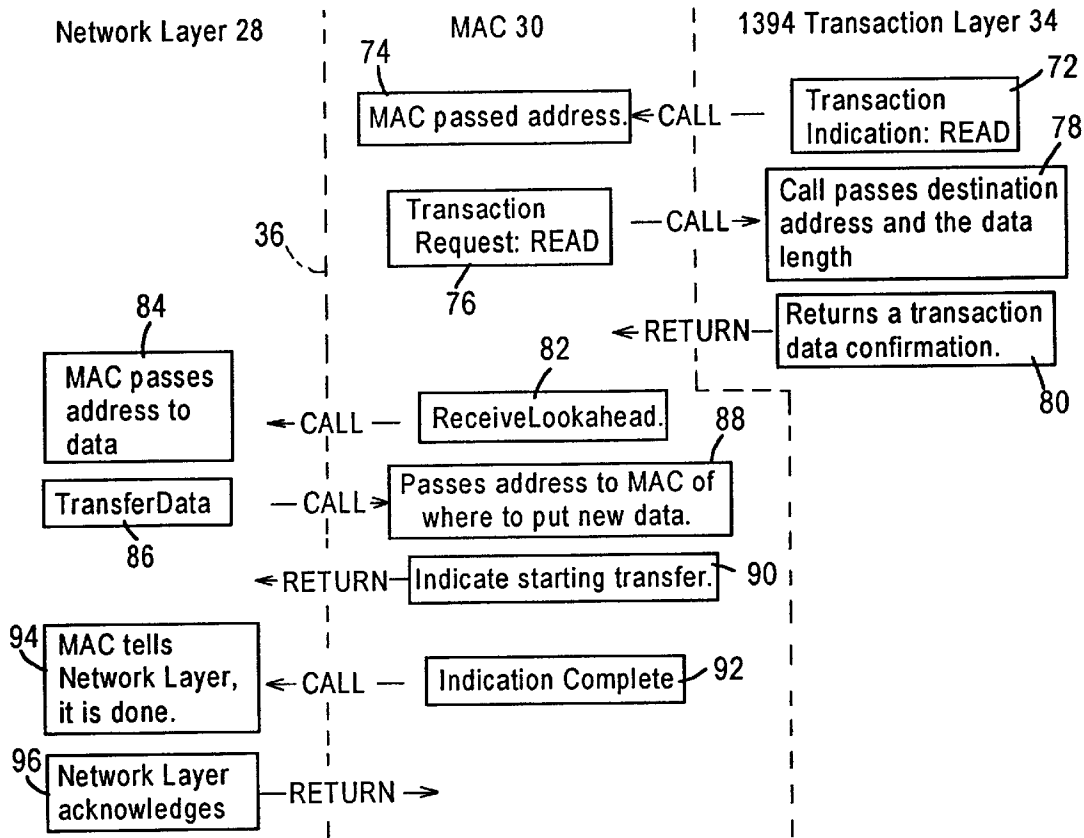 Network Layer 28
MAC 30
1394 Transaction Layer 34
74
72
MAC passed address.
CALL
Transaction
Indication: READ
78
Transaction
Request: READ
CALL
Call passes destination
address and the data
length
36
76
84
RETURN
Returns a transaction
data confirmation.
82
80
MAC passes
address to
data
CALL
ReceiveLookahead.
88
TransferData
CALL
Passes address to MAC of
where to put new data.
86
RETURN
Indicate starting transfer.
90
94
MAC tells
Network Layer,
it is done.
CALL
Indication Complete
92
96
Network Layer
acknowledges
RETURN